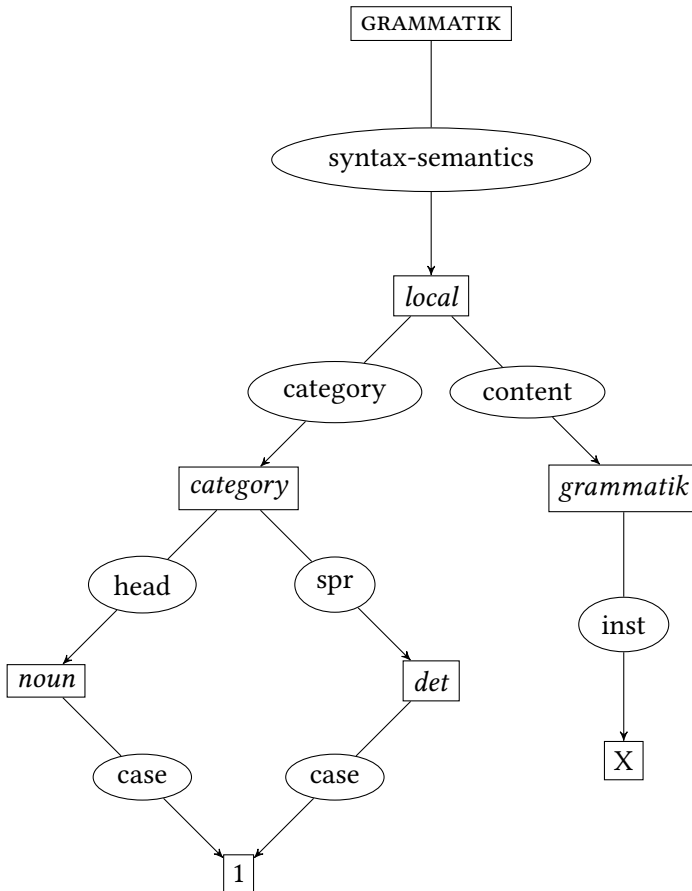 GRAMMATIK
syntax-semantics
local
category content
category grammatik
head spr
inst
noun det
case case
X
1